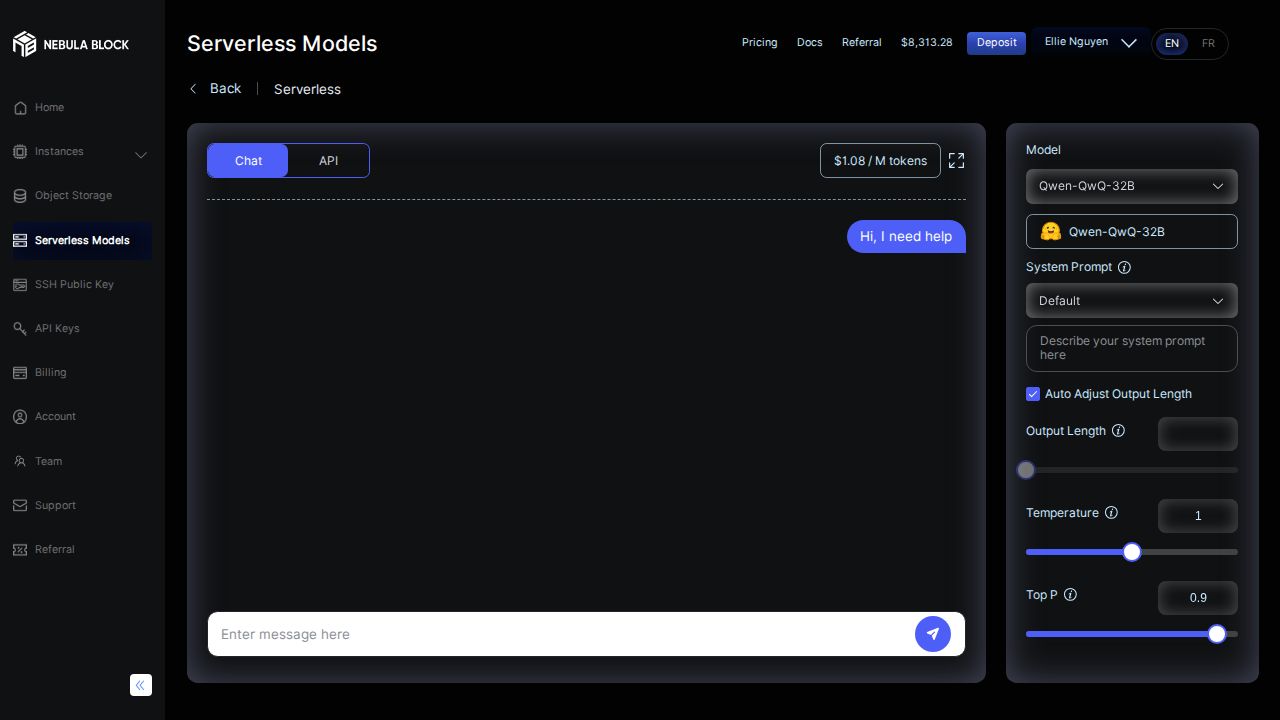 NEBULA BLOCK
Home
Instances
Object Storage
Serverless Models
SSH Public Key
API Keys
Billing
Account
Team
Support
Referral
Serverless Models
Pricing
Docs
Referral
$8,313.28
Deposit
Ellie Nguyen
EN
FR
Back
Serverless
Chat
API
$1.08 / M tokens
Hi, I need help
Enter message here
Model
Qwen-QwQ-32B
Qwen-QwQ-32B
System Prompt
Default
Describe your system prompt
here
Auto Adjust Output Length
Output Length
Temperature
1
Top P
0.9